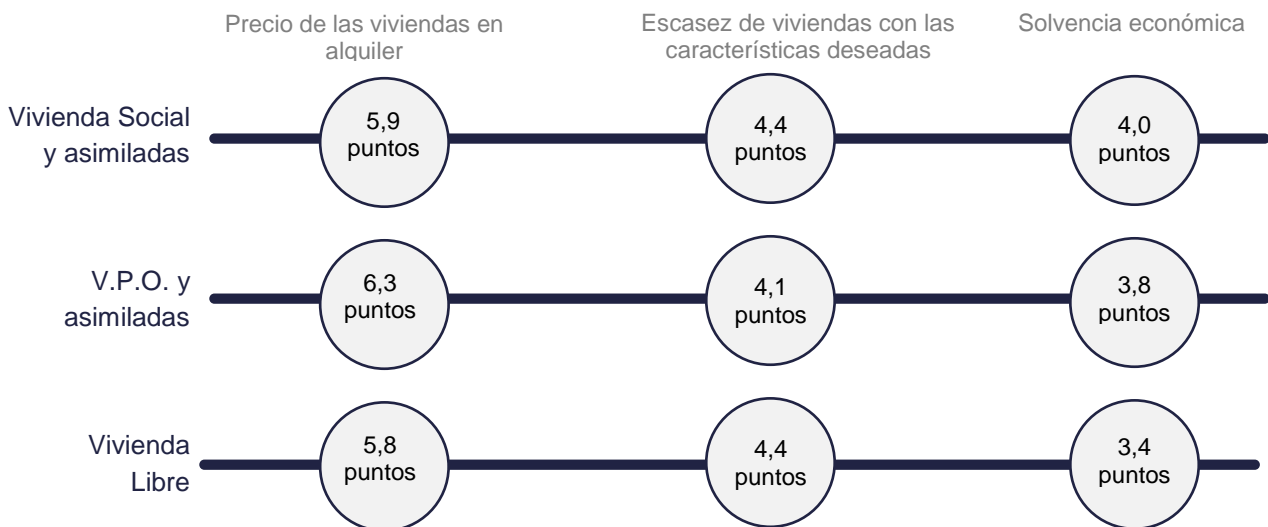 Precio de las viviendas en
alquiler
Escasez de viviendas con las
características deseadas
Solvencia económica
Vivienda Social
y asimiladas
5,9
puntos
4,4
puntos
4,0
puntos
V.P.O. y
asimiladas
6,3
puntos
4,1
puntos
3,8
puntos
Vivienda
Libre
5,8
puntos
4,4
puntos
3,4
puntos